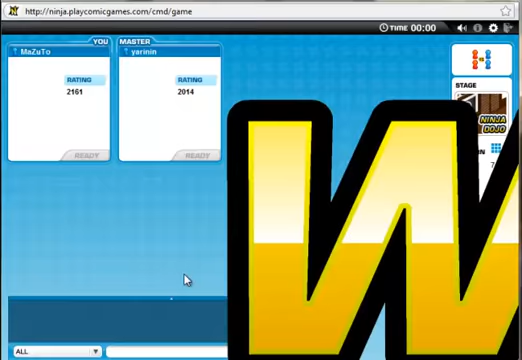 http://ninja.playcomicgames.com/cmd/game
TIME 00:00
YOU
MASTER
MaZuTo
yarinin
RATING
2161
RATING
2014
READY
READY
STAGE
NINJA
DOJO
ALL
W